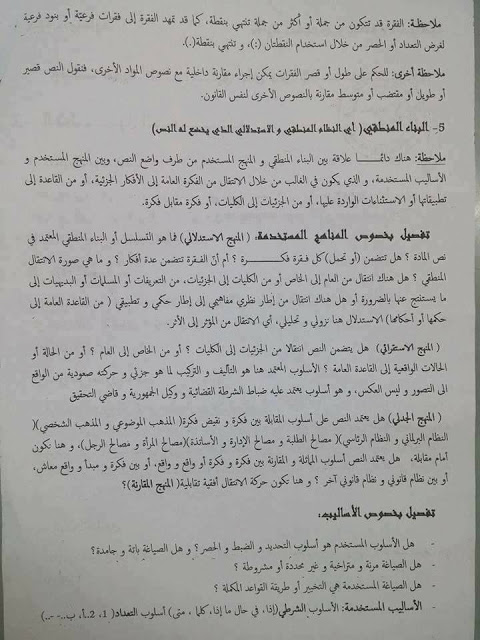 ملاحظة: الفقرة قد تتكون من جملة أو أكثر من جملة تنتهي بنقطة، كما قد تمهد الفقرة إلى فقرات فرعيّة أو بنود فرعية
لغرض التعداد أو الحصر من خلال استخدام النقطتان (:)، و تنتهي بنقطة(.).
ملاحظة أخرى: للحكم على طول أو قصر الفقرات يمكن إجراء مقارنة داخلية مع نصوص المواد الأخرى، فنقول النص قصير
أو طويل أو مقتضب أو متوسط مقارنة بالنصوص الأخرى لنفس القانون.
5- البناء المنطقي( أي النظام المنطقي و الاستدلالي الذي يخضع له النص)
ملاحظة: هناك دائما علاقة بين البناء المنطقي و المنهج المستخدم من طرف واضع النص، وبين المنهج المستخدم و
الأساليب المستخدمة، و الذي يكون في الغالب من خلال الانتقال من الفكرة العامة إلى الأفكار الجزئية، أو من القاعدة إلى
تطبيقاتها أو الاستثناءات الواردة عليها، أو من الجزئيات إلى الكليات، أو فكرة مقابل فكرة.
تفصيل بخصوص المناهج المستخدمة، ( المنهج الاستدلالي) فما هو التسلسل أو البناء المنطقي المعتمد في
نص المادة ؟ هل تتضمن (أو تحمل) كل فقرة فكرة ؟ أم أنّ الفقرة تتضمن عدة أفكار ؟ و ما هي صورة الانتقال
المنطقي ؟ هل هناك انتقال من العام إلى الخاص أو من الكليات إلى الجزئيات، من التعريفات أو المسلمات أو البديهيات إلى
ما يستنتج عنها بالضرورة أو هل هناك انتقال من إطار نظري مفاهيمي إلى إطار حكمي و تطبيقي ( من القاعدة العامة إلى
حكمها أو أحكامها) الاستدلال هنا نزولي و تحليلي، أي الانتقال من المؤثر إلى الأثر.
( المنهج الاستقرائي) هل يتضمن النص انتقالا من الجزئيات إلى الكليات ؟ أو من الخاص إلى العام ؟ أو من الحالة أو
الحالات الواقعية إلى القاعدة العامة ؟ الأسلوب المعتمد هنا هو التأليف و التركيب لما هو جزئي و حركته صعودية من الواقع
الى التصور و ليس العكس، و هو أسلوب يعتمد عليه ضباط الشرطة القضائية و وكيل الجمهورية و قاضي التحقيق
( المنهج الجدلي) هل يعتمد النص على أسلوب المقابلة بين فكرة و نقيض فكرة( المذهب الموضوعي و المذهب الشخصي)(
النظام البرلماني و النظام الرئاسي)( مصالح الطلبة و مصالح الإدارة و الأساتذة)(مصالح المرأة و مصالح الرجل)، و هنا نكون
أمام مقابلة، هل يعتمد النص أسلوب المماثلة و المقارنة بين فكرة و فكرة أو واقع و واقع، أو بين فكرة و مبدأ و واقع معاش،
أو بين نظام قانوني و نظام قانوني آخر ؟ و هنا نكون حركة الانتقال أفقية تقابلية( المنهج المقارنة)؟
تفصيل بخصوص الأساليب:
- هل الأسلوب المستخدم هو أسلوب التحديد و الضبط و الحصر ؟ و هل الصياغة باتة و جامدة؟
- هل الصياغة مرنة و متراخية و غير محددة أو مشروطة ؟
- هل الصياغة المستخدمة هي التخيير أو طريقة القواعد المكملة ؟
- الأساليب المستخدمة: الأسلوب الشرطي(إذا، في حال ما إذا، كلما ، متى) أسلوب التعداد( 1، 2..أ، ب..- -..)